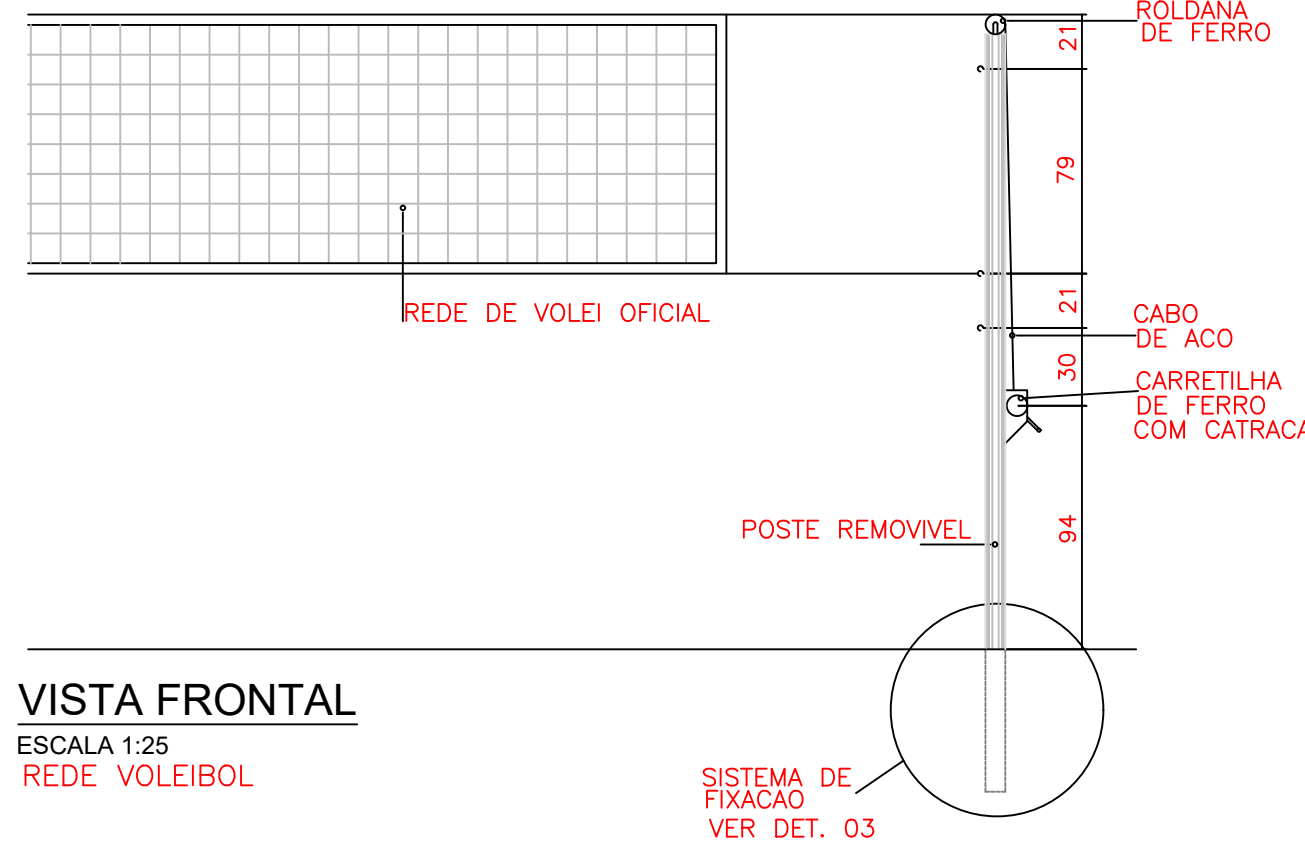 ROLDANA
DE FERRO
21
79
21
REDE DE VOLEI OFICIAL
CABO
DE ACO
30
CARRETILHA
DE FERRO
COM CATRACA
94
POSTE REMOVIVEL
VISTA FRONTAL
ESCALA 1:25
REDE VOLEIBOL
SISTEMA DE
FIXACAO
VER DET. 03